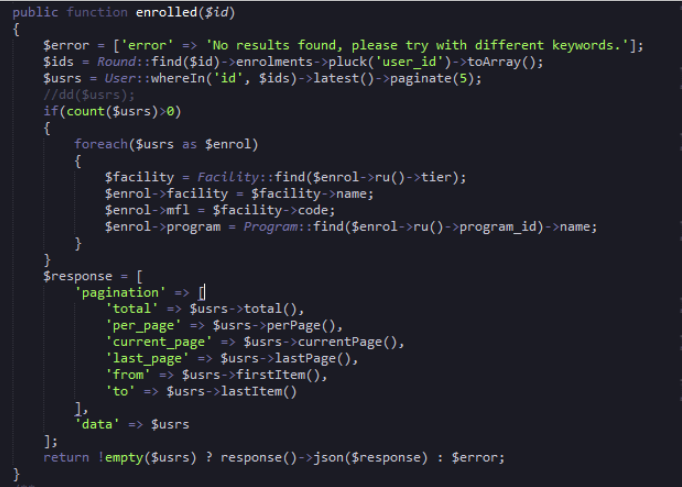 public function enrolled($id)
{
    $error = ['error' => 'No results found, please try with different keywords.'];
    $ids = Round::find($id)->enrolments->pluck('user_id')->toArray();
    $usrs = User::whereIn('id', $ids)->latest()->paginate(5);
    //dd($usrs);
    if(count($usrs)>0)
    {
        foreach($usrs as $enrol)
        {
            $facility = Facility::find($enrol->ru()->tier);
            $enrol->facility = $facility->name;
            $enrol->mfl = $facility->code;
            $enrol->program = Program::find($enrol->ru()->program_id)->name;
        }
    }
    $response = [
        'pagination' => [
            'total' => $usrs->total(),
            'per_page' => $usrs->perPage(),
            'current_page' => $usrs->currentPage(),
            'last_page' => $usrs->lastPage(),
            'from' => $usrs->firstItem(),
            'to' => $usrs->lastItem()
        ],
        'data' => $usrs
    ];
    return !empty($usrs) ? response()->json($response) : $error;
}